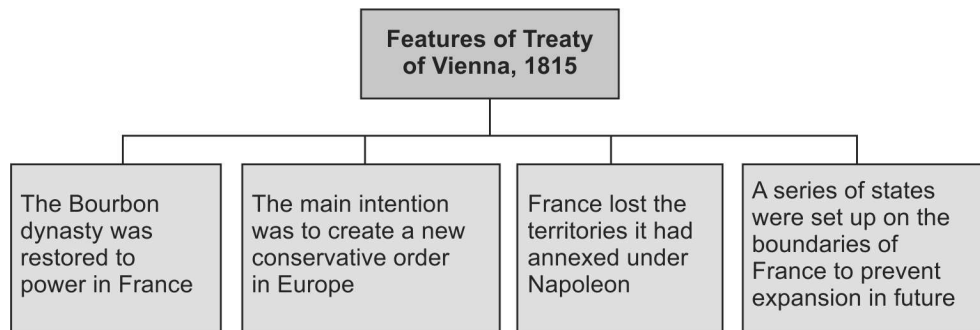 Features of Treaty
of Vienna, 1815
The Bourbon
dynasty was
restored to
power in France
The main intention
was to create a new
conservative order
in Europe
France lost the
territories it had
annexed under
Napoleon
A series of states
were set up on the
boundaries of
France to prevent
expansion in future